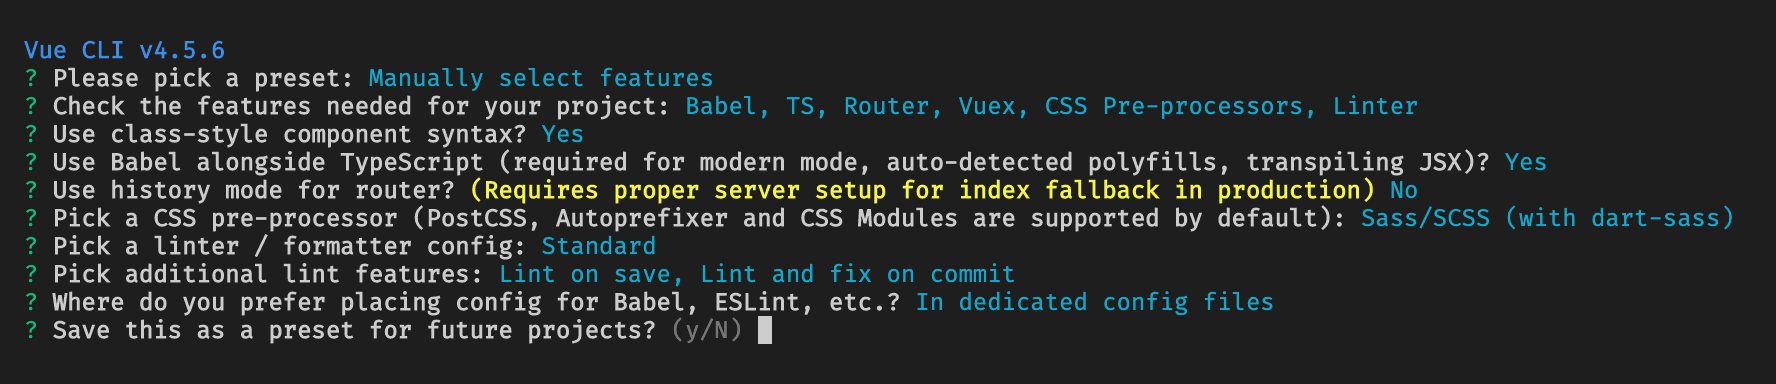 Vue CLI v4.5.6
? Please pick a preset: Manually select features
? Check the features needed for your project: Babel, TS, Router, Vuex, CSS Pre-processors, Linter
? Use class-style component syntax? Yes
? Use Babel alongside TypeScript (required for modern mode, auto-detected polyfills, transpiling JSX)? Yes
? Use history mode for router? (Requires proper server setup for index fallback in production) No
? Pick a CSS pre-processor (PostCSS, Autoprefixer and CSS Modules are supported by default): Sass/SCSS (with dart-sass)
? Pick a linter / formatter config: Standard
? Pick additional lint features: Lint on save, Lint and fix on commit
? Where do you prefer placing config for Babel, ESLint, etc.? In dedicated config files
? Save this as a preset for future projects? (y/N)